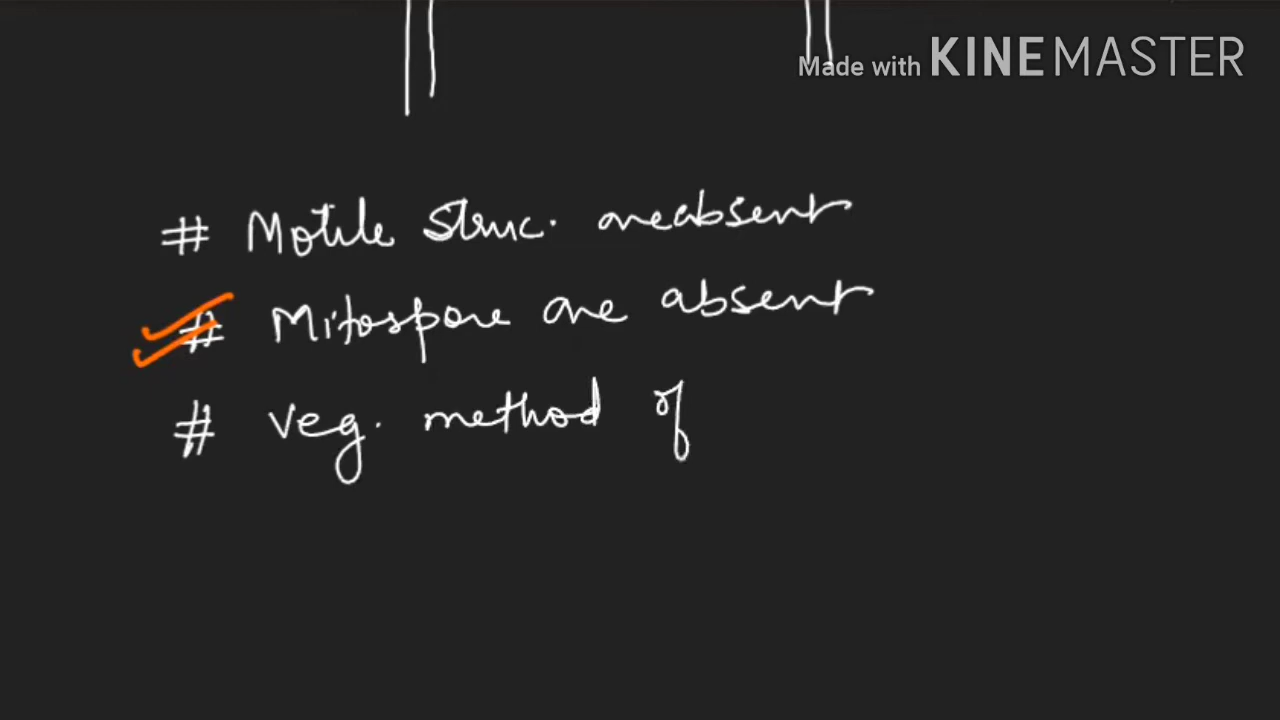 Made with KINEMASTER
# Motile Struc. are absent
# Mitospore are absent
# Veg. method of